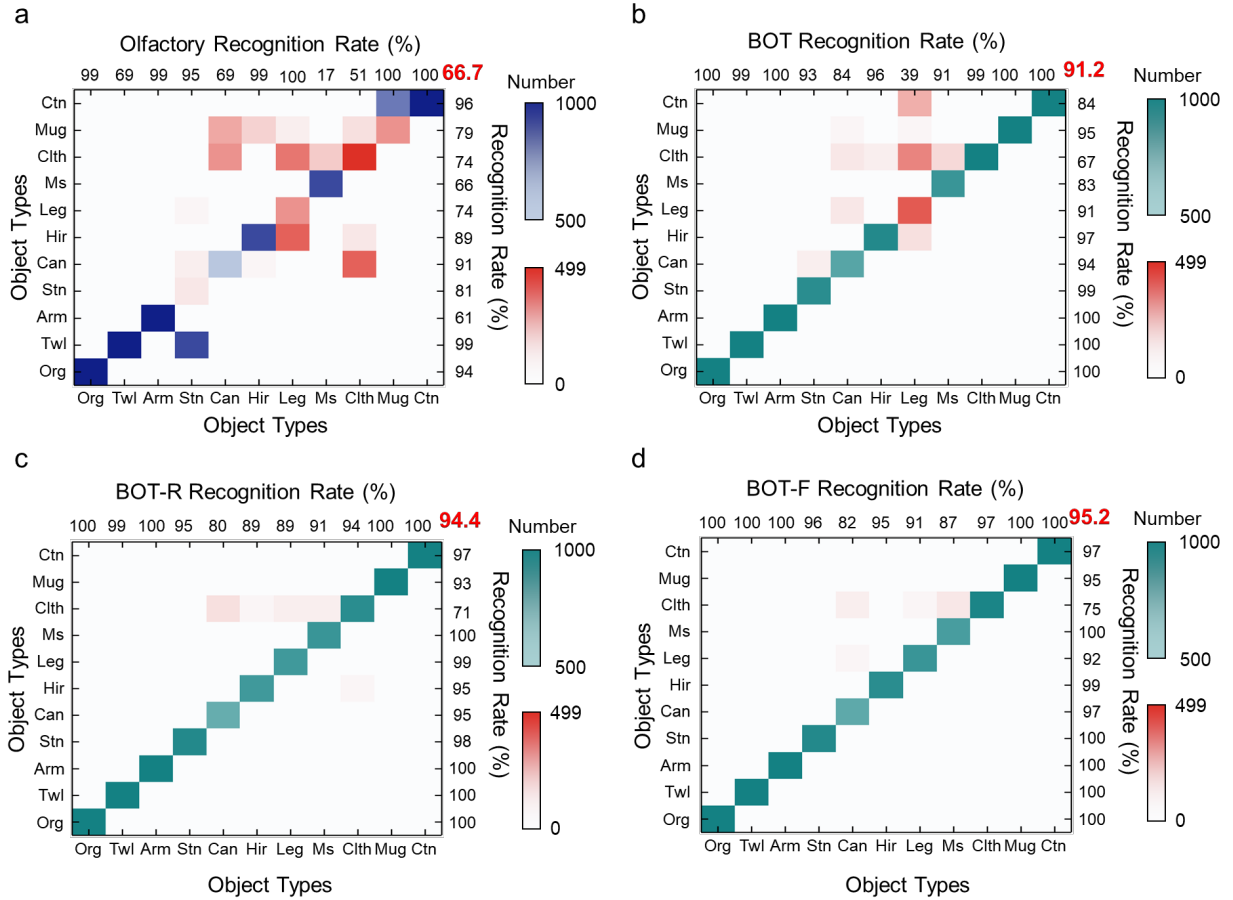 a
Olfactory Recognition Rate (%)
99 69 99 95 69 99 100 17 51 100 100 66.7
Number
Ctn 96
Mug 79
Clth 74
Ms 66
Leg 74
Hir 89
Can 91
Stn 81
Arm 61
Twl 99
Org 94
Object Types
Recognition Rate (%)
1000
500
499
0
Org Twl Arm Stn Can Hir Leg Ms Clth Mug Ctn
Object Types
b
BOT Recognition Rate (%)
100 99 100 93 84 96 39 91 99 100 100 91.2
Number
Ctn 84
Mug 95
Clth 67
Ms 83
Leg 91
Hir 97
Can 94
Stn 99
Arm 100
Twl 100
Org 100
Object Types
Recognition Rate (%)
1000
500
499
0
Org Twl Arm Stn Can Hir Leg Ms Clth Mug Ctn
Object Types
c
BOT-R Recognition Rate (%)
100 99 100 95 80 89 89 91 94 100 100 94.4
Number
Ctn 97
Mug 93
Clth 71
Ms 100
Leg 99
Hir 95
Can 95
Stn 98
Arm 100
Twl 100
Org 100
Object Types
Recognition Rate (%)
1000
500
499
0
Org Twl Arm Stn Can Hir Leg Ms Clth Mug Ctn
Object Types
d
BOT-F Recognition Rate (%)
100 100 100 96 82 95 91 87 97 100 100 95.2
Number
Ctn 97
Mug 95
Clth 75
Ms 100
Leg 92
Hir 99
Can 97
Stn 100
Arm 100
Twl 100
Org 100
Object Types
Recognition Rate (%)
1000
500
499
0
Org Twl Arm Stn Can Hir Leg Ms Clth Mug Ctn
Object Types